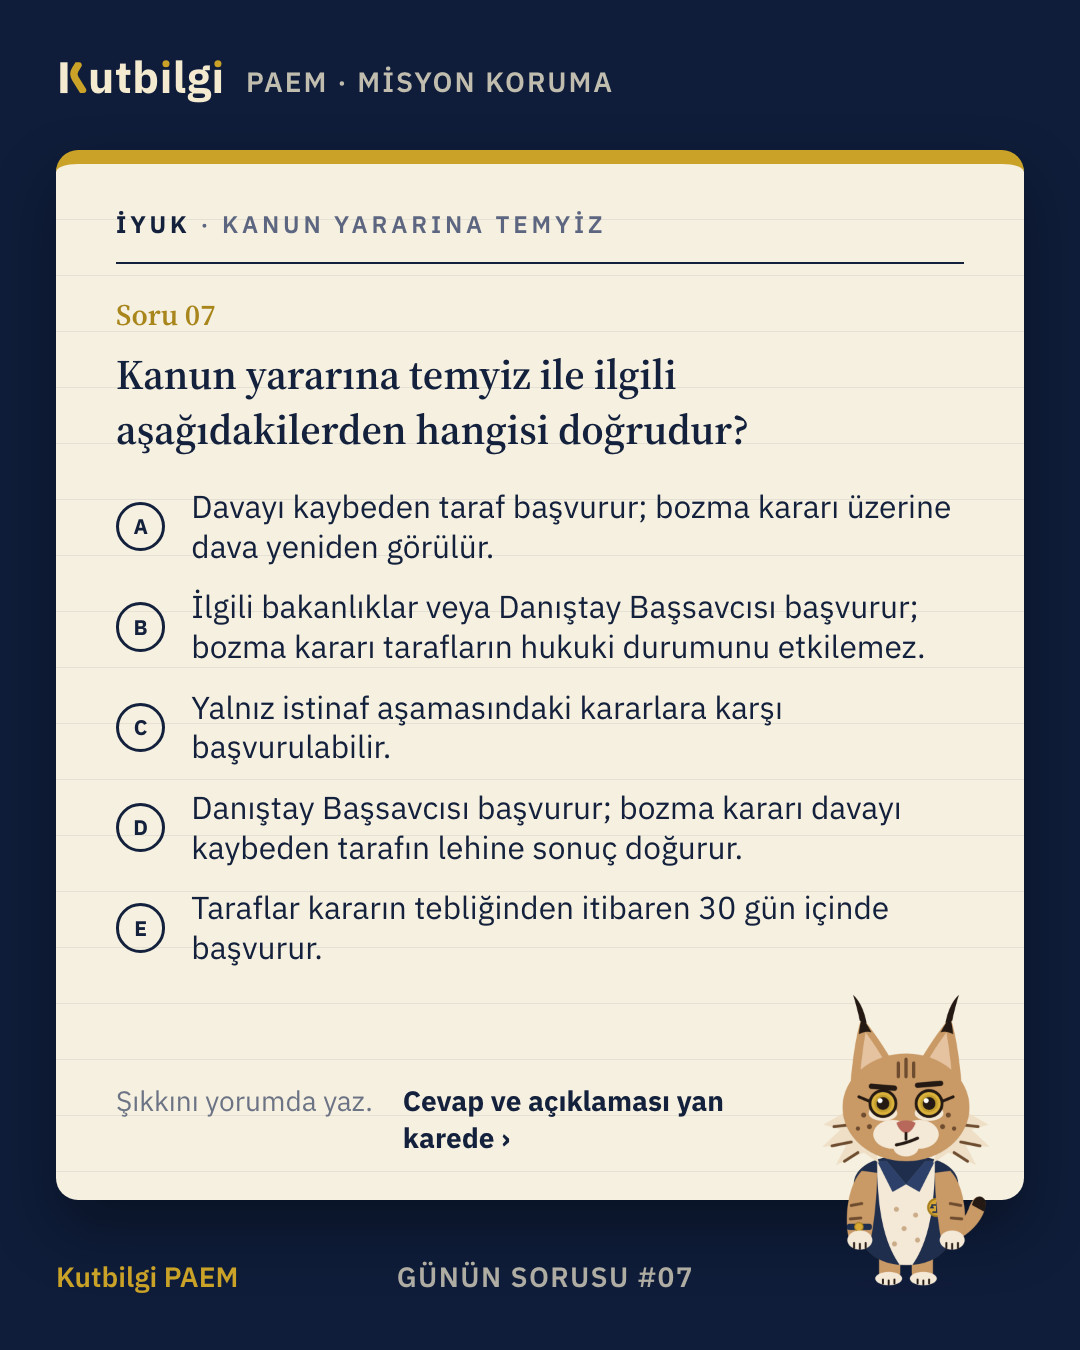 Kutbilgi PAEM · MİSYON KORUMA
İYUK · KANUN YARARINA TEMYİZ
Soru 07
Kanun yararına temyiz ile ilgili
aşağıdakilerden hangisi doğrudur?
A Davayı kaybeden taraf başvurur; bozma kararı üzerine
dava yeniden görülür.
B İlgili bakanlıklar veya Danıştay Başsavcısı başvurur;
bozma kararı tarafların hukuki durumunu etkilemez.
C Yalnız istinaf aşamasındaki kararlara karşı
başvurulabilir.
D Danıştay Başsavcısı başvurur; bozma kararı davayı
kaybeden tarafın lehine sonuç doğurur.
E Taraflar kararın tebliğinden itibaren 30 gün içinde
başvurur.
Şıkkını yorumda yaz. Cevap ve açıklaması yan
karede ›
Kutbilgi PAEM GÜNÜN SORUSU #07